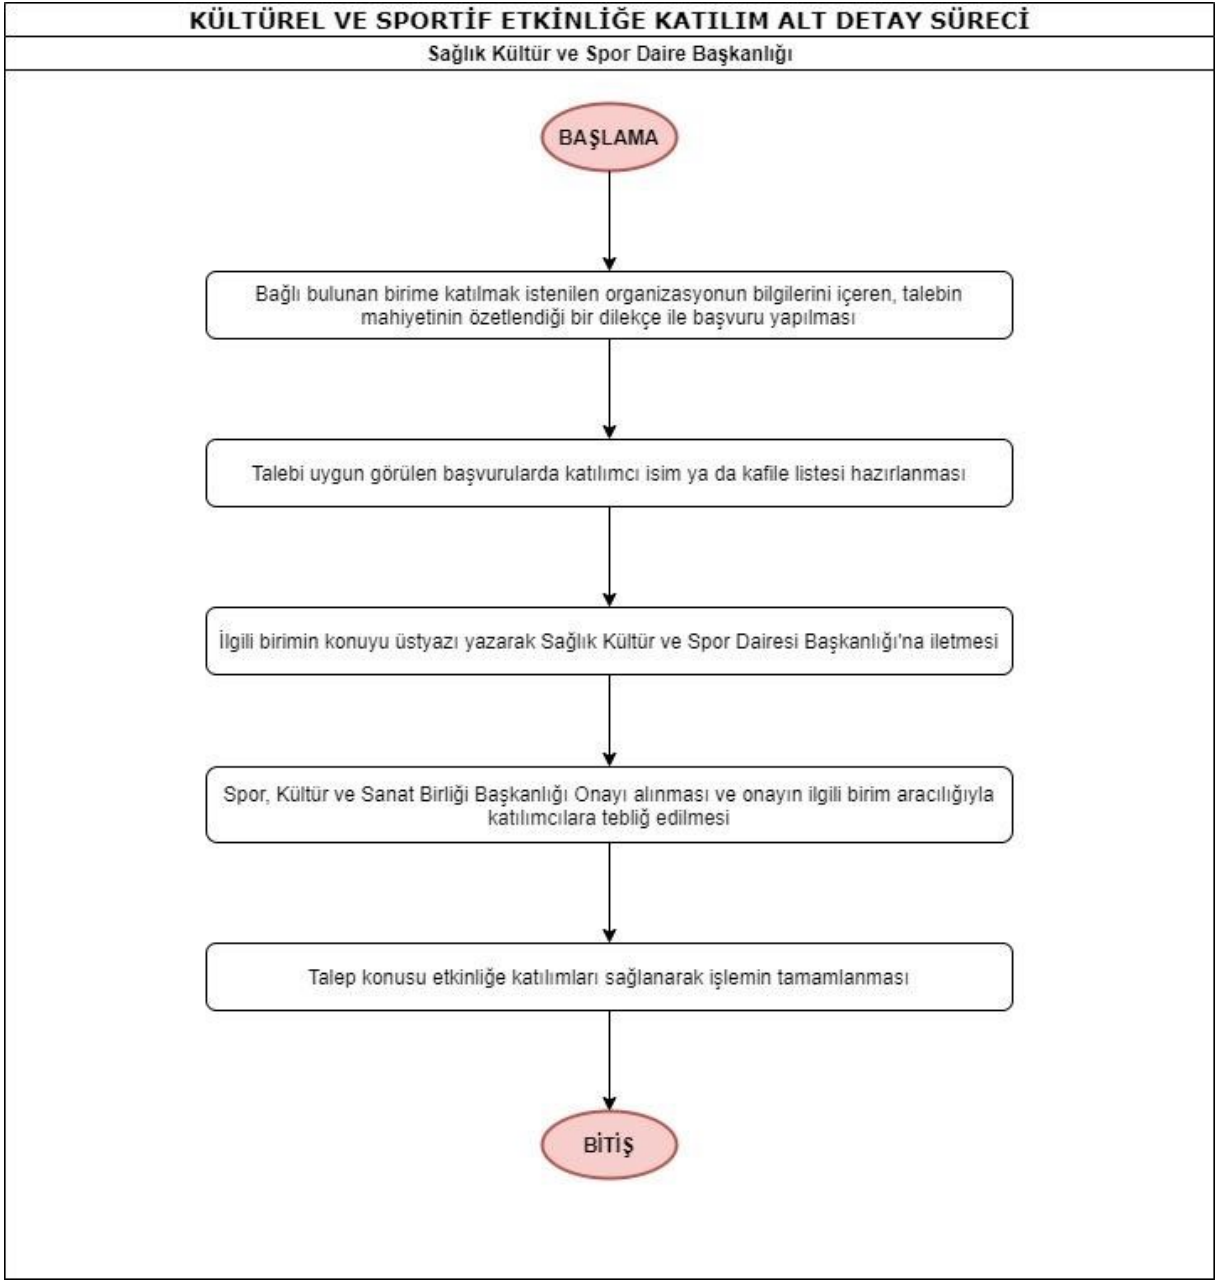 KÜLTÜREL VE SPORTİF ETKİNLİĞE KATILIM ALT DETAY SÜRECİ
Sağlık Kültür ve Spor Daire Başkanlığı
BAŞLAMA
Bağlı bulunan birime katılmak istenilen organizasyonun bilgilerini içeren, talebin
mahiyetinin özetlendiği bir dilekçe ile başvuru yapılması
Talebi uygun görülen başvurularda katılımcı isim ya da kafile listesi hazırlanması
İlgili birimin konuyu üstyazı yazarak Sağlık Kültür ve Spor Dairesi Başkanlığı'na iletmesi
Spor, Kültür ve Sanat Birliği Başkanlığı Onayı alınması ve onayın ilgili birim aracılığıyla
katılımcılara tebliğ edilmesi
Talep konusu etkinliğe katılımları sağlanarak işlemin tamamlanması
BİTİŞ